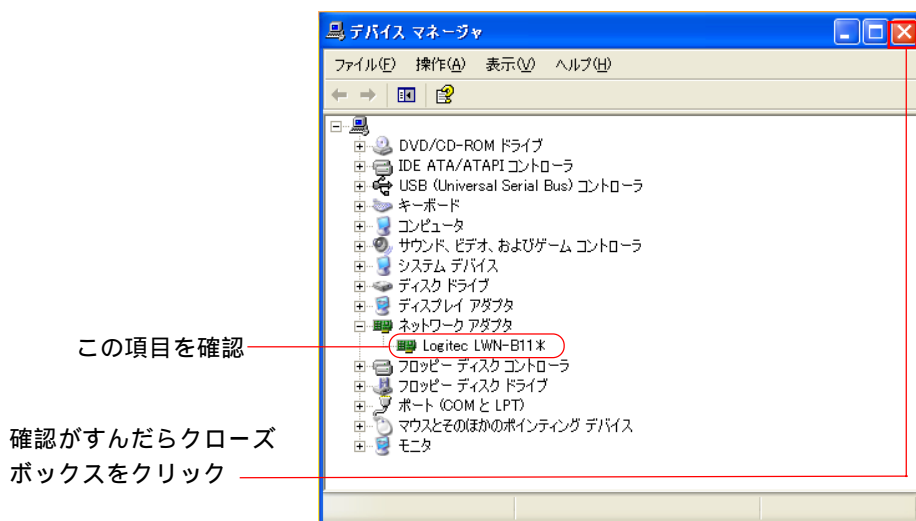 デバイス マネージャ
ファイル(F) 操作(A) 表示(V) ヘルプ(H)
DVD/CD-ROM ドライブ
IDE ATA/ATAPI コントローラ
USB (Universal Serial Bus) コントローラ
キーボード
コンピュータ
サウンド、ビデオ、およびゲーム コントローラ
システム デバイス
ディスク ドライブ
ディスプレイ アダプタ
ネットワーク アダプタ
この項目を確認
Logitec LWN-B11*
フロッピー ディスク コントローラ
フロッピー ディスク ドライブ
ポート (COM と LPT)
マウスとそのほかのポインティング デバイス
モニタ
確認がすんだらクローズ
ボックスをクリック